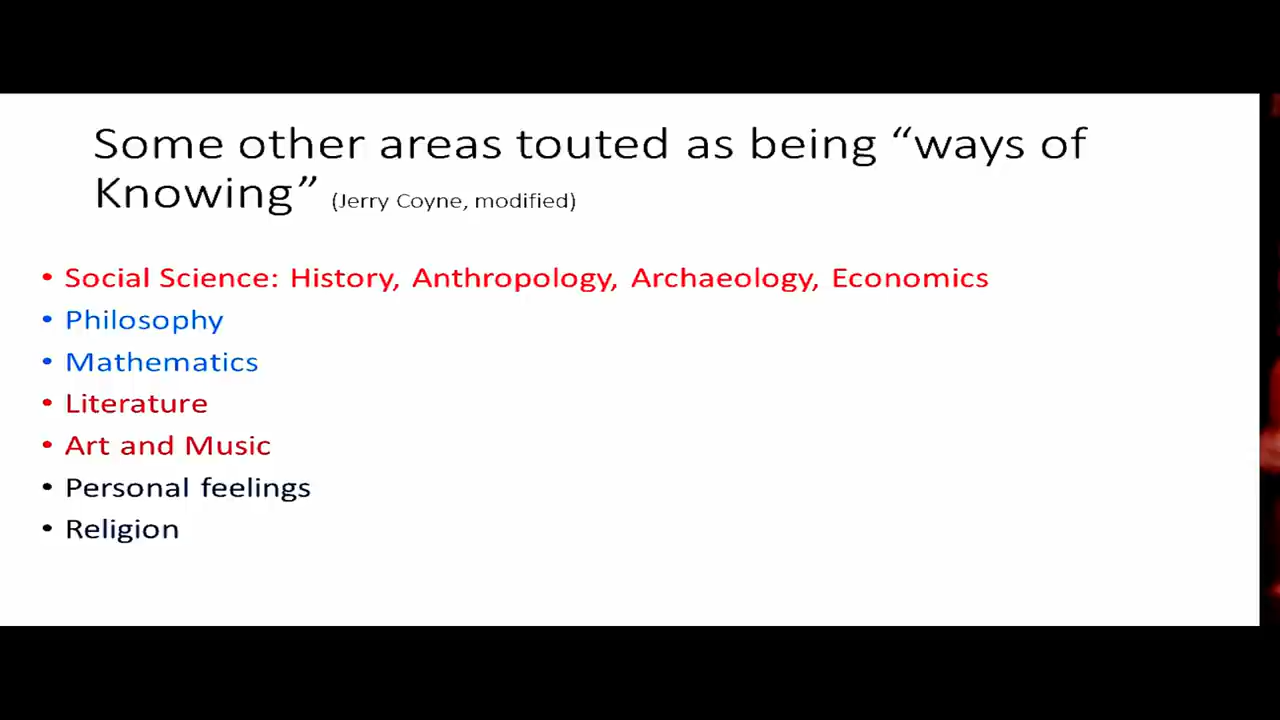 Some other areas touted as being “ways of
Knowing” (Jerry Coyne, modified)
• Social Science: History, Anthropology, Archaeology, Economics
• Philosophy
• Mathematics
• Literature
• Art and Music
• Personal feelings
• Religion